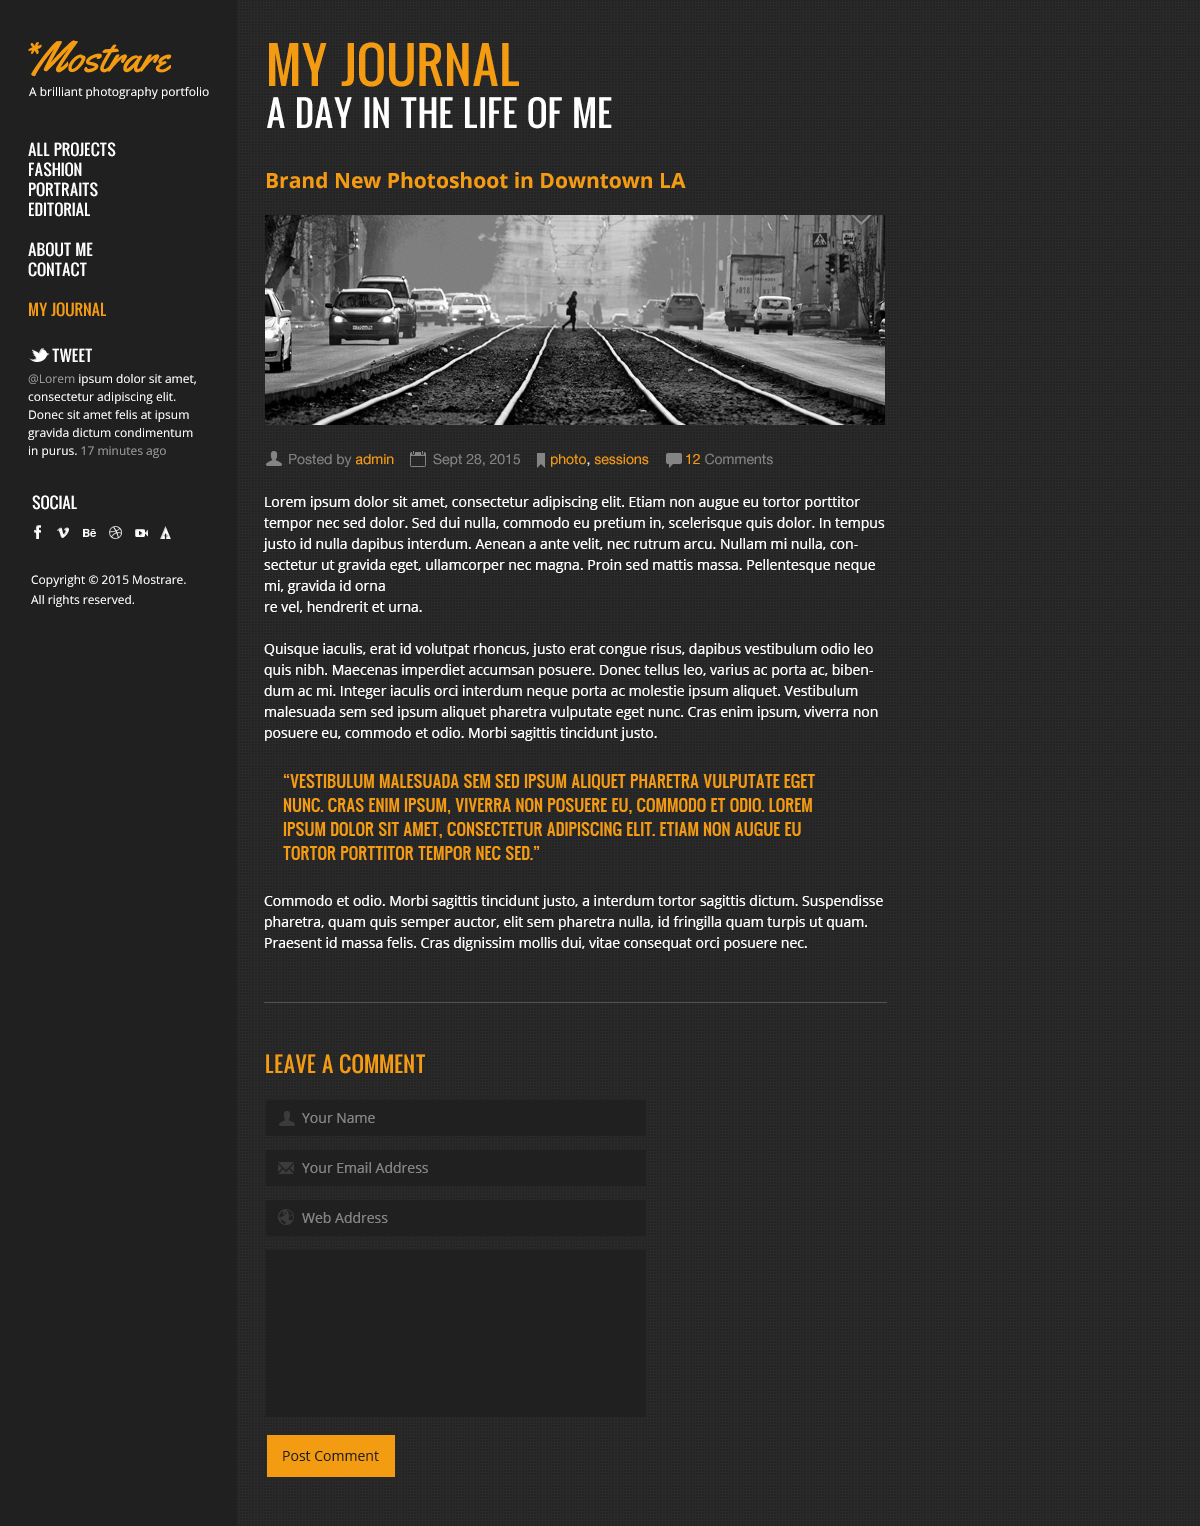 *Mostrare
A brilliant photography portfolio
ALL PROJECTS
FASHION
PORTRAITS
EDITORIAL
ABOUT ME
CONTACT
MY JOURNAL
TWEET
@Lorem ipsum dolor sit amet,
consectetur adipiscing elit.
Donec sit amet felis at ipsum
gravida dictum condimentum
in purus. 17 minutes ago
SOCIAL
Bē
Copyright © 2015 Mostrare.
All rights reserved.
MY JOURNAL
A DAY IN THE LIFE OF ME
Brand New Photoshoot in Downtown LA
Posted by admin Sept 28, 2015 photo, sessions 12 Comments
Lorem ipsum dolor sit amet, consectetur adipiscing elit. Etiam non augue eu tortor porttitor
tempor nec sed dolor. Sed dui nulla, commodo eu pretium in, scelerisque quis dolor. In tempus
justo id nulla dapibus interdum. Aenean a ante velit, nec rutrum arcu. Nullam mi nulla, con-
sectetur ut gravida eget, ullamcorper nec magna. Proin sed mattis massa. Pellentesque neque
mi, gravida id orna
re vel, hendrerit et urna.
Quisque iaculis, erat id volutpat rhoncus, justo erat congue risus, dapibus vestibulum odio leo
quis nibh. Maecenas imperdiet accumsan posuere. Donec tellus leo, varius ac porta ac, biben-
dum ac mi. Integer iaculis orci interdum neque porta ac molestie ipsum aliquet. Vestibulum
malesuada sem sed ipsum aliquet pharetra vulputate eget nunc. Cras enim ipsum, viverra non
posuere eu, commodo et odio. Morbi sagittis tincidunt justo.
“VESTIBULUM MALESUADA SEM SED IPSUM ALIQUET PHARETRA VULPUTATE EGET
NUNC. CRAS ENIM IPSUM, VIVERRA NON POSUERE EU, COMMODO ET ODIO. LOREM
IPSUM DOLOR SIT AMET, CONSECTETUR ADIPISCING ELIT. ETIAM NON AUGUE EU
TORTOR PORTTITOR TEMPOR NEC SED.”
Commodo et odio. Morbi sagittis tincidunt justo, a interdum tortor sagittis dictum. Suspendisse
pharetra, quam quis semper auctor, elit sem pharetra nulla, id fringilla quam turpis ut quam.
Praesent id massa felis. Cras dignissim mollis dui, vitae consequat orci posuere nec.
LEAVE A COMMENT
Your Name
Your Email Address
Web Address
Post Comment